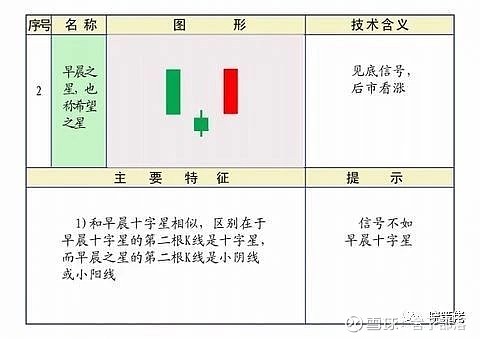 序号 名称 图形 技术含义
2
早晨之
星,也
称希望
之星
见底信号,
后市看涨
主要特征 提示
1)和早晨十字星相似,区别在于
早晨十字星的第二根K线是十字星,
而早晨之星的第二根K线是小阴线
或小阳线
信号不如
早晨十字星